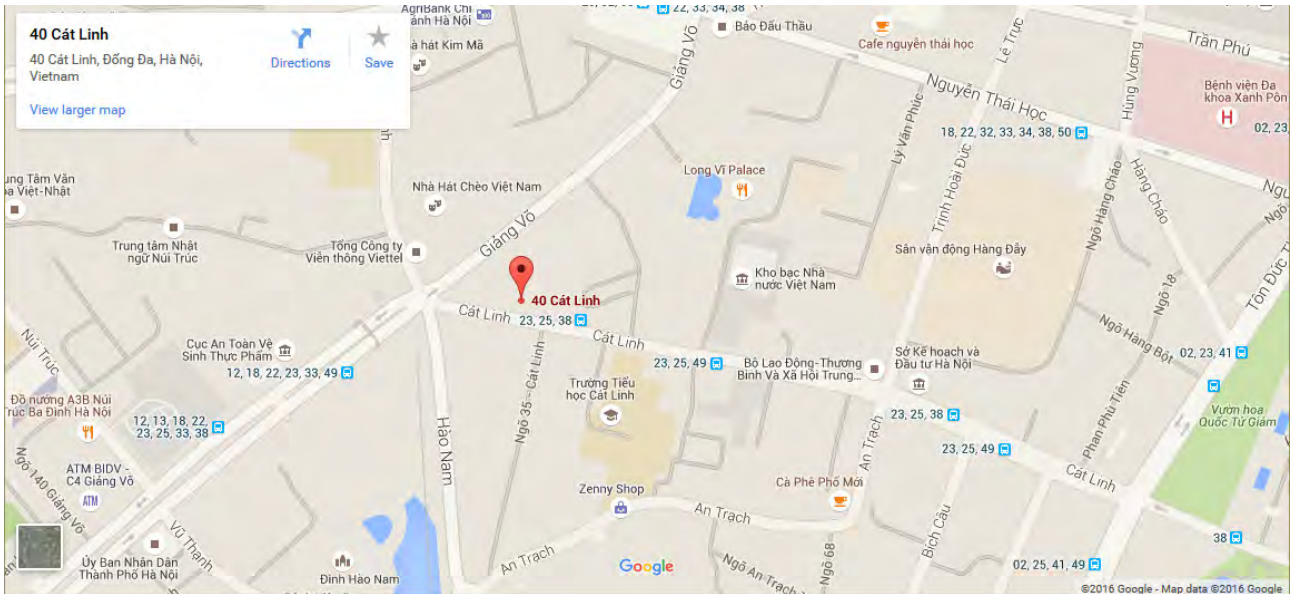 40 Cát Linh
40 Cát Linh, Đống Đa, Hà Nội,
Vietnam
Directions
Save
View larger map
AgriBank Chi
ánh Hà Nội
22, 33, 34, 38
Báo Đấu Thầu
Cafe nguyễn thái học
Lê Trực
Trần Phú
Hùng Vương
Bệnh viện Đa
khoa Xanh Pôn
H
02, 23,
à hát Kim Mã
Giảng Võ
Nguyễn Thái Học
18, 22, 32, 33, 34, 38, 50
Lý Văn Phúc
Trịnh Hoài Đức
Hàng Cháo
Ngõ Hàng Cháo
ung Tâm Văn
óa Việt-Nhật
Nhà Hát Chèo Việt Nam
Long Vĩ Palace
Trung tâm Nhật
ngữ Núi Trúc
Tổng Công ty
Viễn thông Viettel
Giảng Võ
Sân vận động Hàng Đẫy
Kho bạc Nhà
nước Việt Nam
Ngõ 18
Tôn Đức T
40 Cát Linh
Cát Linh
23, 25, 38
Cát Linh
Ngõ Hàng Bột
Núi Trúc
Cục An Toàn Vệ
Sinh Thực Phẩm
12, 18, 22, 23, 33, 49
23, 25, 49
Bộ Lao Động-Thương
Binh Và Xã Hội Trung...
Sở Kế hoạch và
Đầu tư Hà Nội
02, 23, 41
Trường Tiểu
học Cát Linh
Ngõ 35 - Cát Linh
Đồ nướng A3B Núi
Trúc Ba Đình Hà Nội
12, 13, 18, 22,
23, 25, 33, 38
23, 25, 38
Phan Phù Tiên
Vườn hoa
Quốc Tử Giám
Hào Nam
An Trạch
23, 25, 49
Cát Linh
ATM BIDV -
C4 Giảng Võ
ATM
Ngõ 140 Giảng Võ
Zenny Shop
Cà Phê Phố Mới
An Trạch
Bích Câu
Vũ Thạnh
38
Ủy Ban Nhân Dân
Thành Phố Hà Nội
Đình Hào Nam
An Trạch
Google
Ngõ An Trạch
Ngõ 68
02, 25, 41, 49
©2016 Google - Map data ©2016 Google